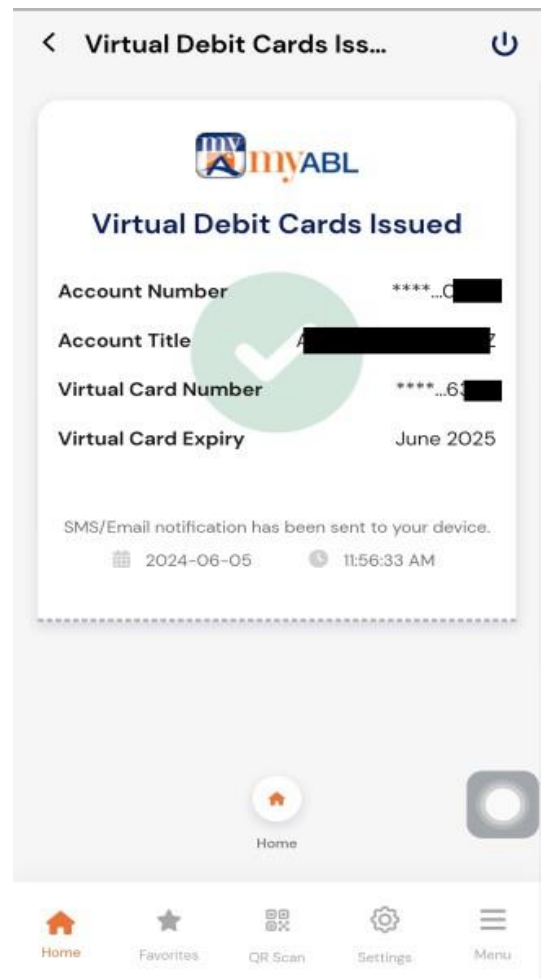 Virtual Debit Cards Iss...
my myABL
Virtual Debit Cards Issued
Account Number ****...
Account Title
Virtual Card Number ****...6
Virtual Card Expiry June 2025
SMS/Email notification has been sent to your device.
2024-06-05 11:56:33 AM
Home
Home Favorites QR Scan Settings Menu